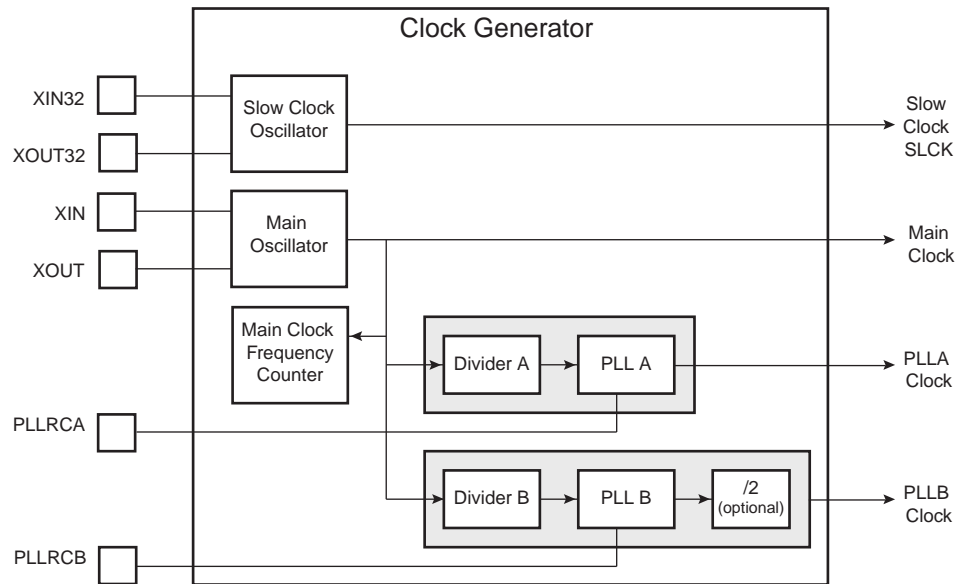 Clock Generator
XIN32
Slow Clock
Oscillator
Slow
Clock
SLCK
XOUT32
XIN
Main
Oscillator
Main
Clock
XOUT
Main Clock
Frequency
Counter
Divider A
PLL A
PLLA
Clock
PLLRCA
Divider B
PLL B
/2
(optional)
PLLB
Clock
PLLRCB